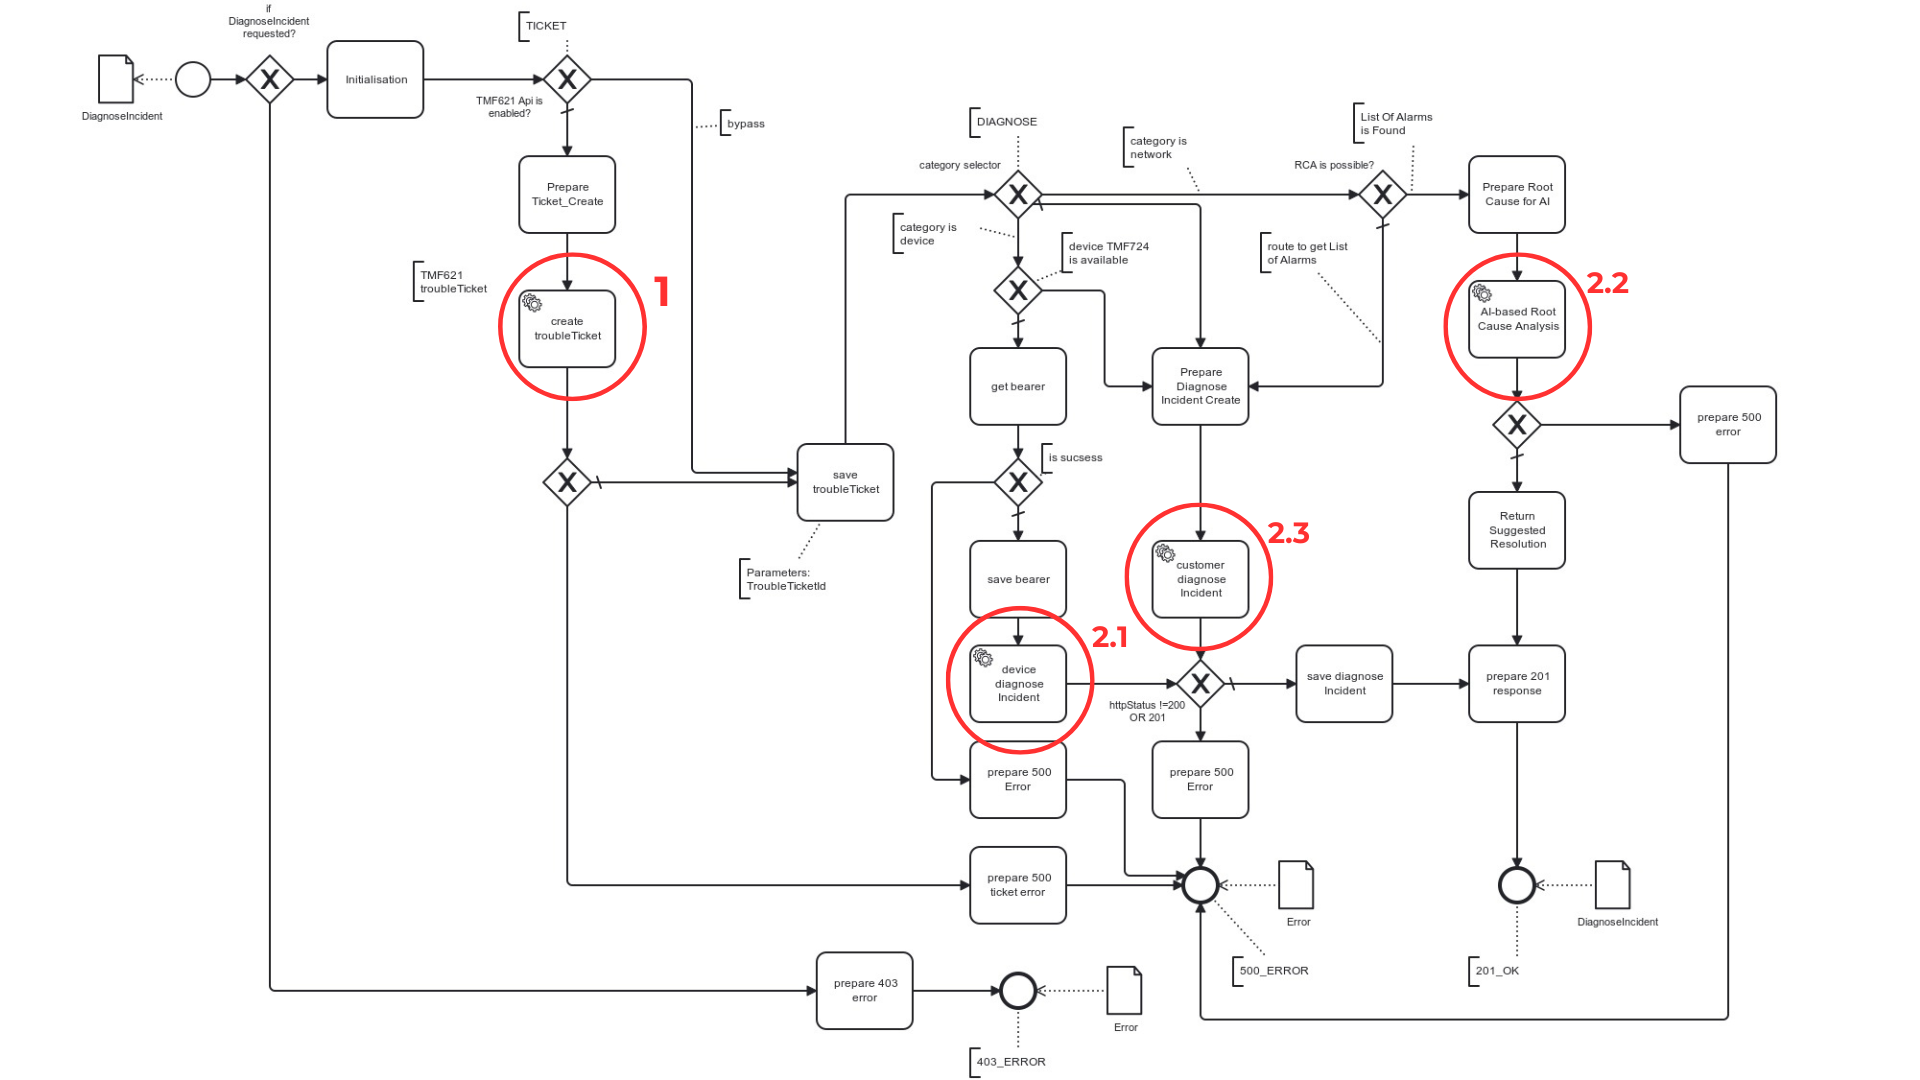 if
DiagnoseIncident
requested?
DiagnoseIncident
Initialisation
TICKET
TMF621 Api is
enabled?
bypass
Prepare
Ticket_Create
TMF621
troubleTicket
create
troubleTicket
1
save
troubleTicket
Parameters:
TroubleTicketId
DIAGNOSE
category selector
category is
network
category is
device
device TMF724
is available
RCA is possible?
List Of Alarms
is Found
route to get List
of Alarms
Prepare Root
Cause for AI
AI-based Root
Cause Analysis
2.2
get bearer
Prepare
Diagnose
Incident Create
is sucsess
save bearer
customer
diagnose
Incident
2.3
device
diagnose
Incident
2.1
httpStatus !=200
OR 201
save diagnose
Incident
prepare 500
error
Return
Suggested
Resolution
prepare 201
response
prepare 500
Error
prepare 500
Error
prepare 500
ticket error
Error
500_ERROR
DiagnoseIncident
201_OK
prepare 403
error
Error
403_ERROR